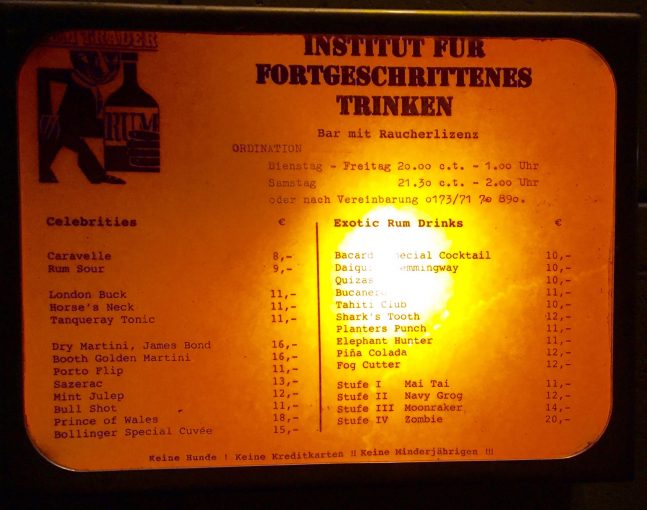 TRADER
RUM
INSTITUT FÜR
FORTGESCHRITTENES
TRINKEN
Bar mit Raucherlizenz
ORDINATION
Dienstag - Freitag 20.00 c.t. - 1.00 Uhr
Samstag 21.30 c.t. - 2.00 Uhr
oder nach Vereinbarung 0173/71 70 890.
Celebrities €
Caravelle 8,-
Rum Sour 9,-
London Buck 11,-
Horse's Neck 11,-
Tanqueray Tonic 11,-
Dry Martini, James Bond 16,-
Booth Golden Martini 16,-
Porto Flip 11,-
Sazerac 13,-
Mint Julep 12,-
Bull Shot 11,-
Prince of Wales 18,-
Bollinger Special Cuvée 15,-
Exotic Rum Drinks €
Cocktail 10,-
10,-
Quizas 10,-
11,-
Tahiti Club 10,-
Shark's Tooth 12,-
Planters Punch 11,-
Elephant Hunter 11,-
Piña Colada 12,-
Fog Cutter 12,-
Stufe I Mai Tai 11,-
Stufe II Navy Grog 12,-
Stufe III Moonraker 14,-
Stufe IV Zombie 20,-
Keine Hunde ! Keine Kreditkarten !! Keine Minderjährigen !!!